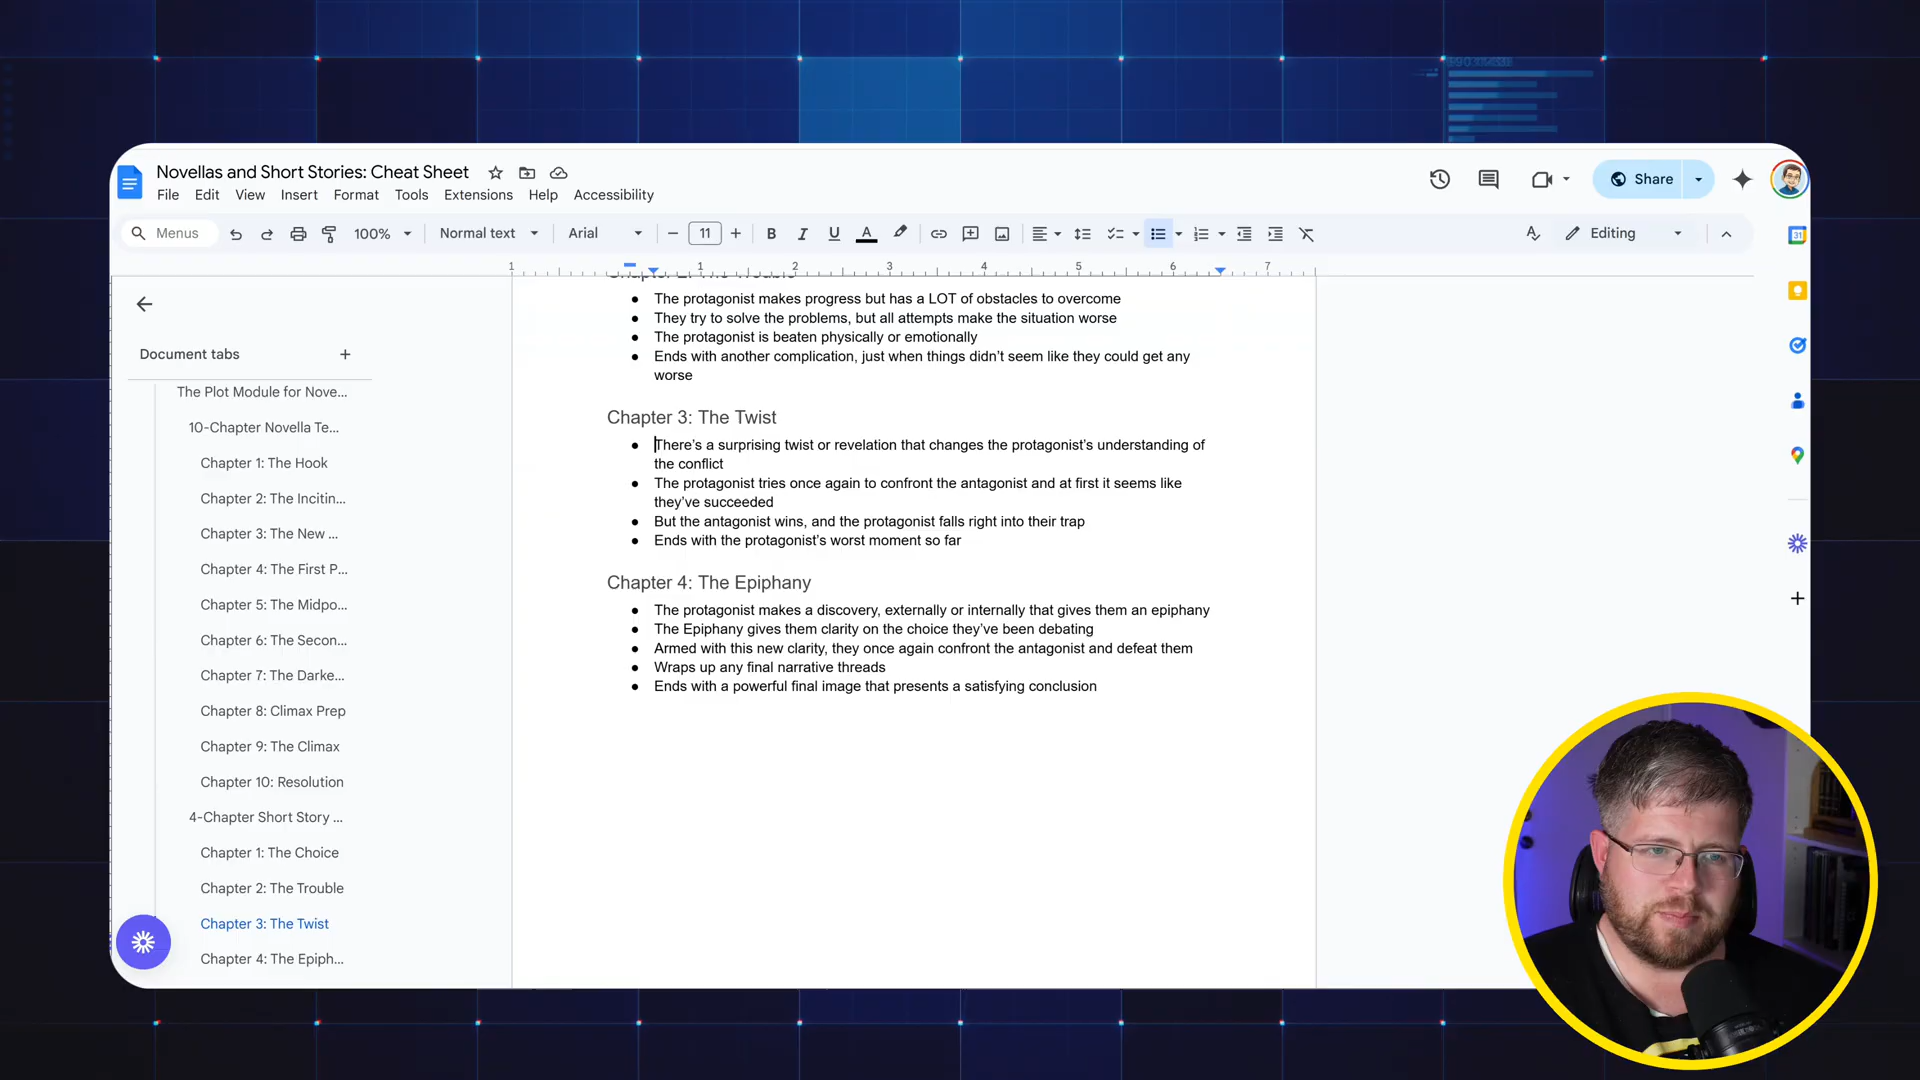 Novellas and Short Stories: Cheat Sheet
File Edit View Insert Format Tools Extensions Help Accessibility
Share
Menus
100%
Normal text
Arial
11
Editing
1 1 2 3 4 5 6 7
Document tabs
The Plot Module for Nove...
10-Chapter Novella Te...
Chapter 1: The Hook
Chapter 2: The Incitin...
Chapter 3: The New ...
Chapter 4: The First P...
Chapter 5: The Midpo...
Chapter 6: The Secon...
Chapter 7: The Darke...
Chapter 8: Climax Prep
Chapter 9: The Climax
Chapter 10: Resolution
4-Chapter Short Story ...
Chapter 1: The Choice
Chapter 2: The Trouble
Chapter 3: The Twist
Chapter 4: The Epiph...
● The protagonist makes progress but has a LOT of obstacles to overcome
● They try to solve the problems, but all attempts make the situation worse
● The protagonist is beaten physically or emotionally
● Ends with another complication, just when things didn’t seem like they could get any
worse
Chapter 3: The Twist
● There’s a surprising twist or revelation that changes the protagonist’s understanding of
the conflict
● The protagonist tries once again to confront the antagonist and at first it seems like
they’ve succeeded
● But the antagonist wins, and the protagonist falls right into their trap
● Ends with the protagonist’s worst moment so far
Chapter 4: The Epiphany
● The protagonist makes a discovery, externally or internally that gives them an epiphany
● The Epiphany gives them clarity on the choice they’ve been debating
● Armed with this new clarity, they once again confront the antagonist and defeat them
● Wraps up any final narrative threads
● Ends with a powerful final image that presents a satisfying conclusion
31